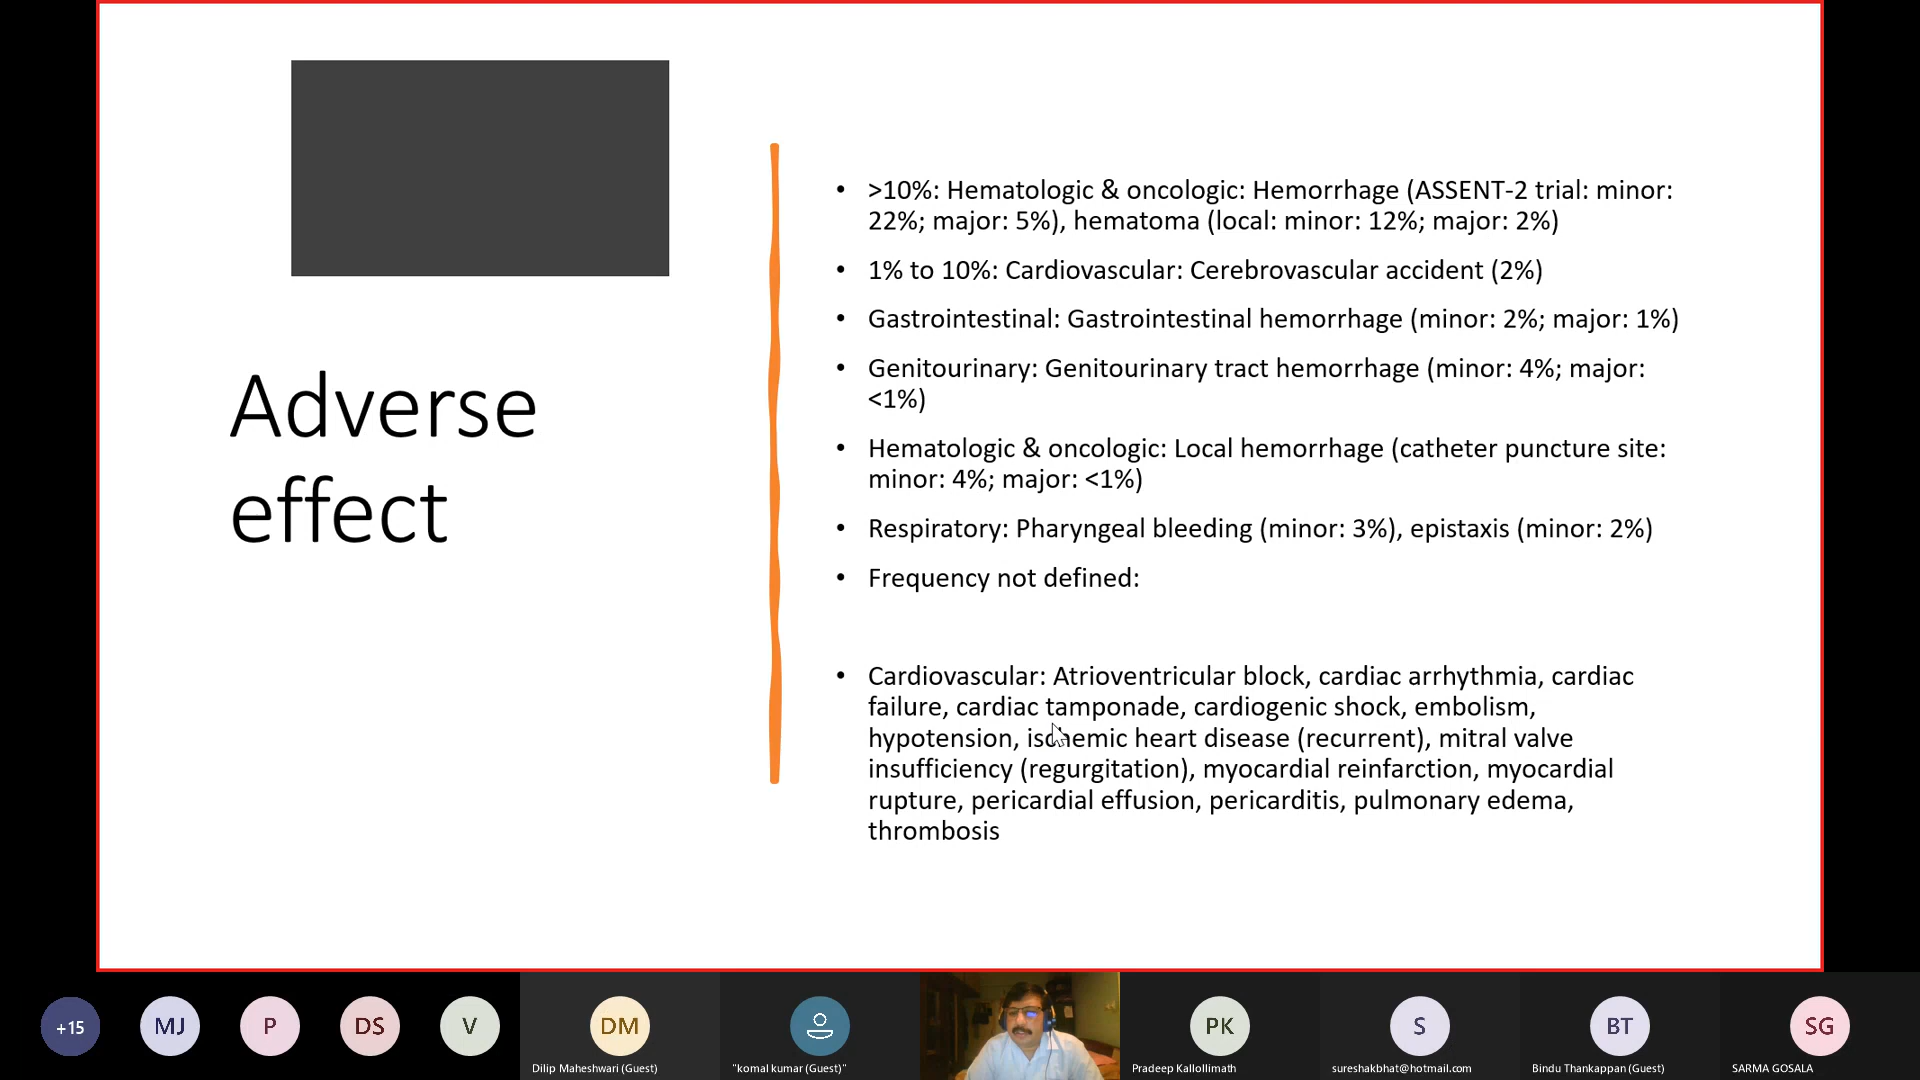 Adverse
effect
• >10%: Hematologic & oncologic: Hemorrhage (ASSENT-2 trial: minor:
22%; major: 5%), hematoma (local: minor: 12%; major: 2%)
• 1% to 10%: Cardiovascular: Cerebrovascular accident (2%)
• Gastrointestinal: Gastrointestinal hemorrhage (minor: 2%; major: 1%)
• Genitourinary: Genitourinary tract hemorrhage (minor: 4%; major:
<1%)
• Hematologic & oncologic: Local hemorrhage (catheter puncture site:
minor: 4%; major: <1%)
• Respiratory: Pharyngeal bleeding (minor: 3%), epistaxis (minor: 2%)
• Frequency not defined:
• Cardiovascular: Atrioventricular block, cardiac arrhythmia, cardiac
failure, cardiac tamponade, cardiogenic shock, embolism,
hypotension, ischemic heart disease (recurrent), mitral valve
insufficiency (regurgitation), myocardial reinfarction, myocardial
rupture, pericardial effusion, pericarditis, pulmonary edema,
thrombosis
+15
MJ
P
DS
V
DM
Dilip Maheshwari (Guest)
"komal kumar (Guest)"
PK
Pradeep Kallollimath
S
sureshakbhat@hotmail.com
BT
Bindu Thankappan (Guest)
SG
SARMA GOSALA